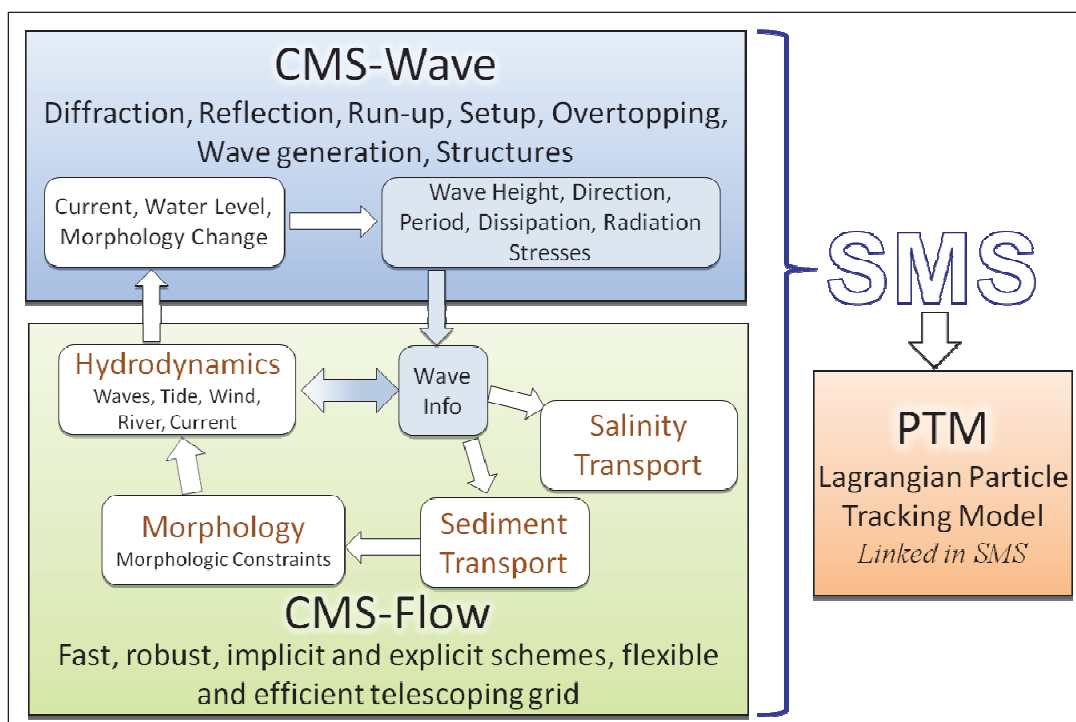 CMS-Wave
Diffraction, Reflection, Run-up, Setup, Overtopping,
Wave generation, Structures
Current, Water Level,
Morphology Change
Wave Height, Direction,
Period, Dissipation, Radiation
Stresses
Hydrodynamics
Waves, Tide, Wind,
River, Current
Wave
Info
Salinity
Transport
Morphology
Morphologic Constraints
Sediment
Transport
CMS-Flow
Fast, robust, implicit and explicit schemes, flexible
and efficient telescoping grid
SMS
PTM
Lagrangian Particle
Tracking Model
Linked in SMS